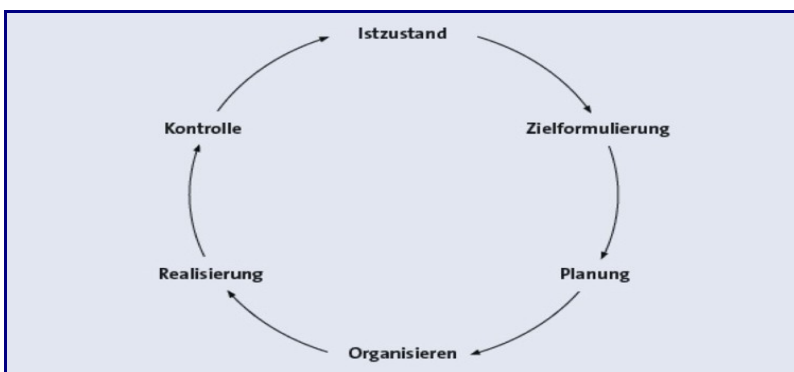 Istzustand
Kontrolle
Zielformulierung
Realisierung
Planung
Organisieren